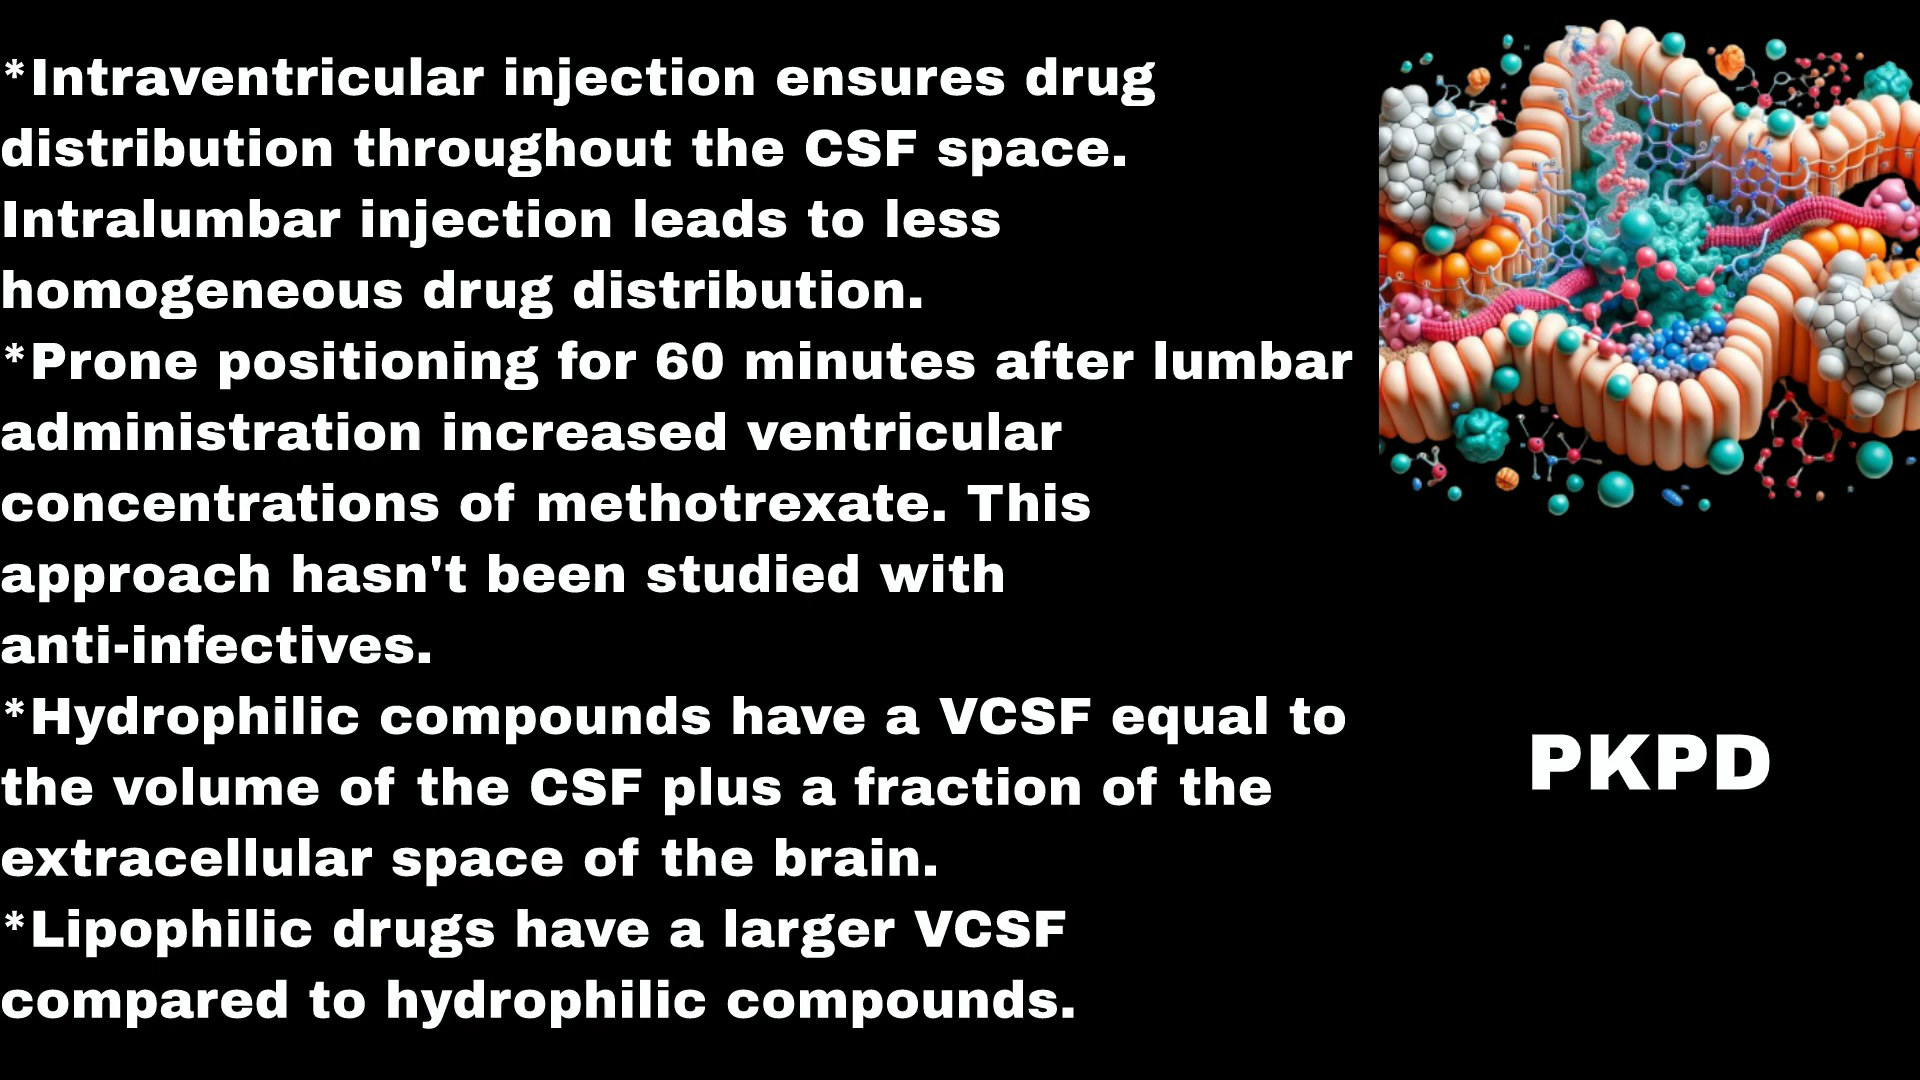 *Intraventricular injection ensures drug
distribution throughout the CSF space.
Intralumbar injection leads to less
homogeneous drug distribution.
*Prone positioning for 60 minutes after lumbar
administration increased ventricular
concentrations of methotrexate. This
approach hasn't been studied with
anti-infectives.
*Hydrophilic compounds have a VCSF equal to
the volume of the CSF plus a fraction of the
extracellular space of the brain.
*Lipophilic drugs have a larger VCSF
compared to hydrophilic compounds.
PKPD